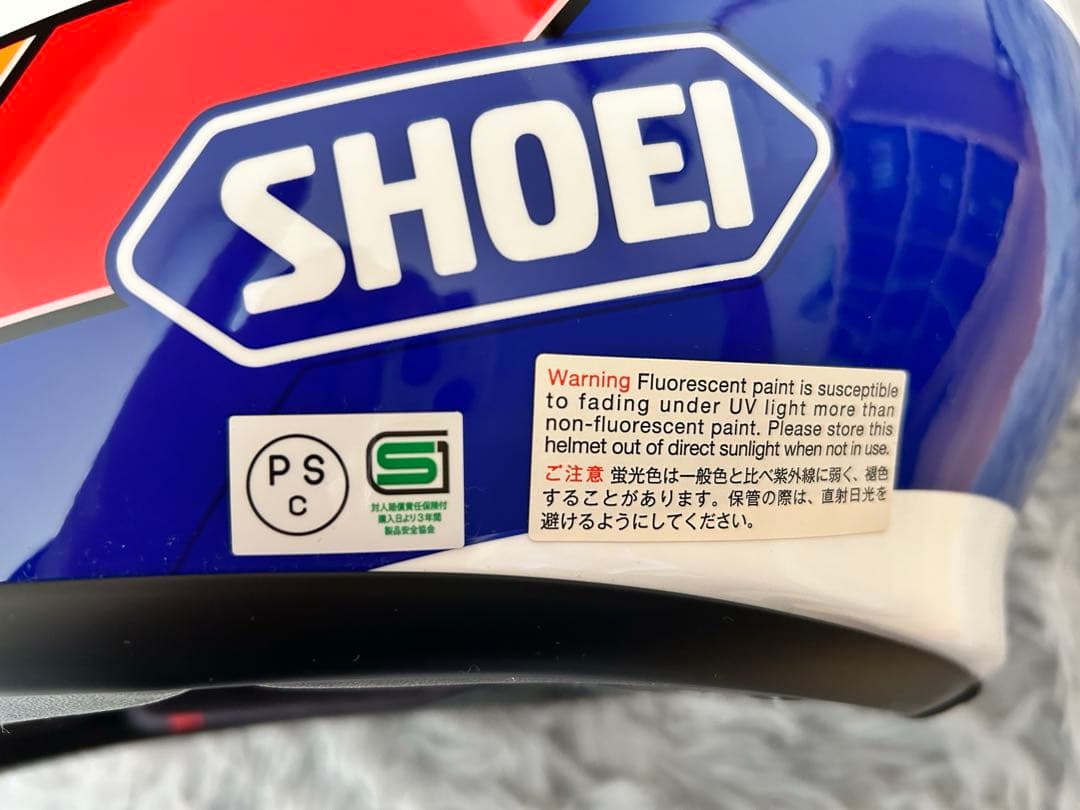 SHOEI
PS
C
S
対人賠償責任保険付
購入日より3年間
製品安全協会
Warning Fluorescent paint is susceptible
to fading under UV light more than
non-fluorescent paint. Please store this
helmet out of direct sunlight when not in use.
ご注意 蛍光色は一般色と比べ紫外線に弱く、褪色
することがあります。保管の際は、直射日光を
避けるようにしてください。